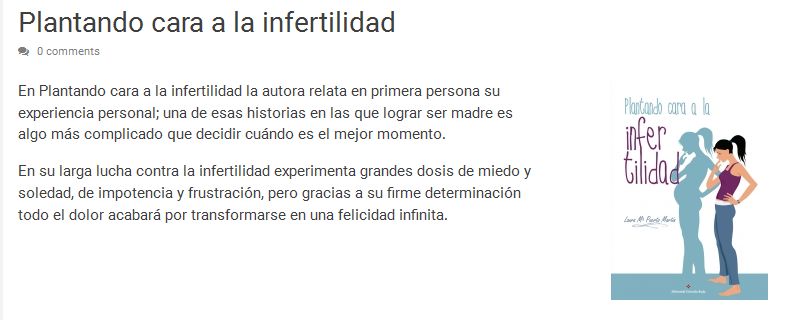 Plantando cara a la infertilidad
0 comments
En Plantando cara a la infertilidad la autora relata en primera persona su
experiencia personal; una de esas historias en las que lograr ser madre es
algo más complicado que decidir cuándo es el mejor momento.
En su larga lucha contra la infertilidad experimenta grandes dosis de miedo y
soledad, de impotencia y frustración, pero gracias a su firme determinación
todo el dolor acabará por transformarse en una felicidad infinita.
Plantando cara a la
infer
tilidad
Laura Mª Puerta Martín